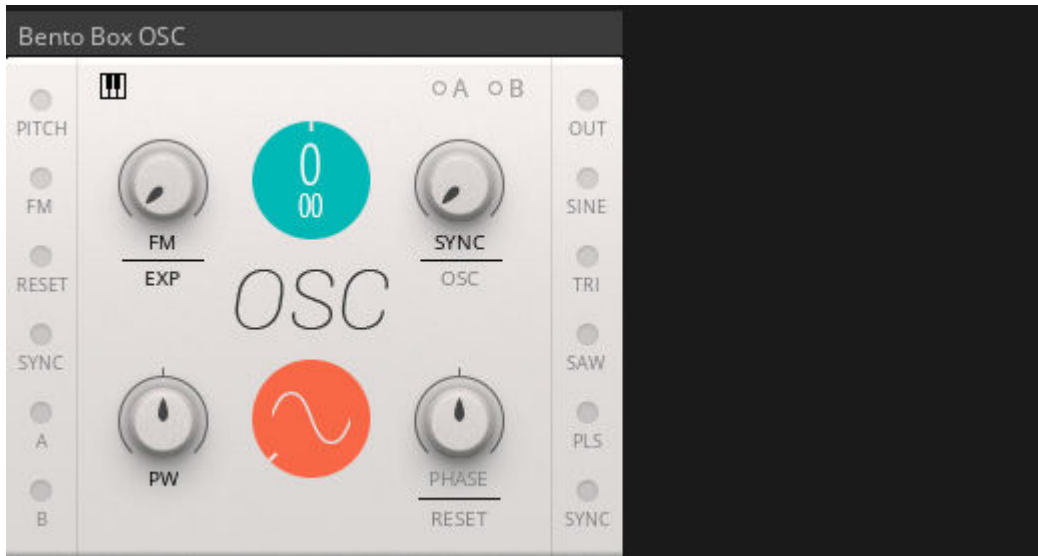 Bento Box OSC
A B
PITCH
FM
RESET
SYNC
A
B
FM
EXP
0
00
SYNC
OSC
OSC
PW
PHASE
RESET
OUT
SINE
TRI
SAW
PLS
SYNC